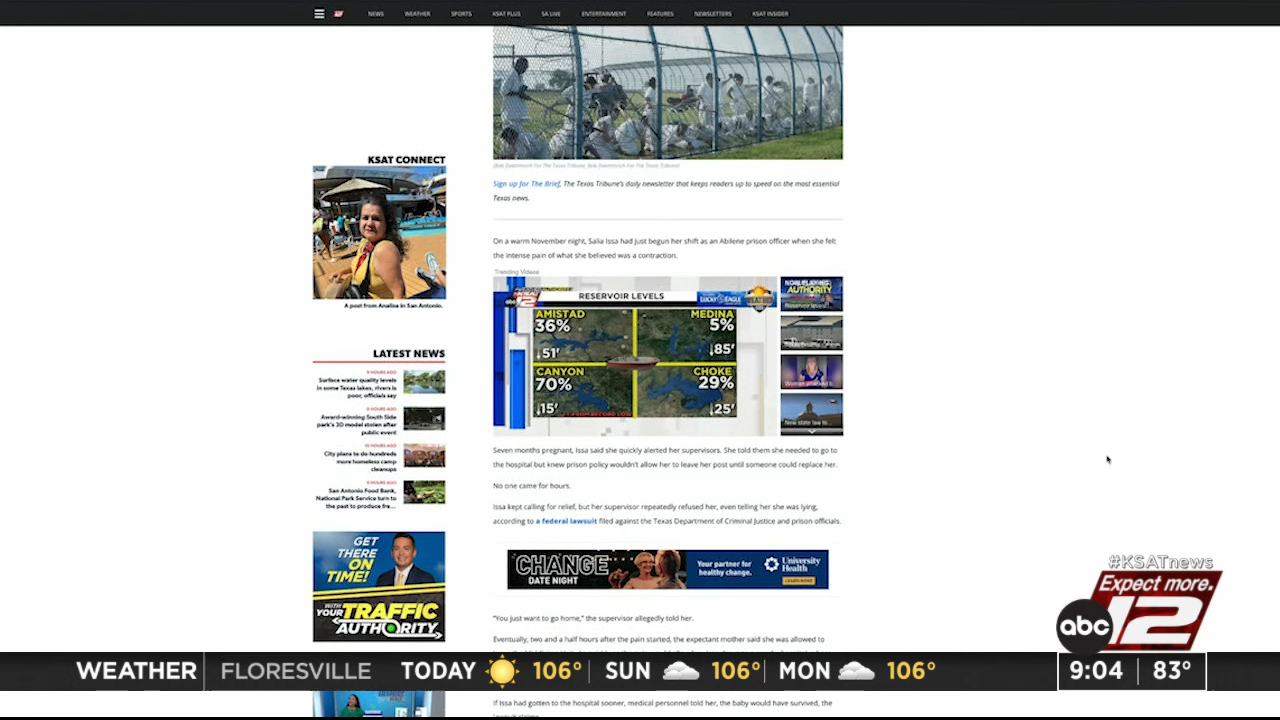 NEWS WEATHER SPORTS KSAT PLUS SA LIVE ENTERTAINMENT FEATURES NEWSLETTERS KSAT INSIDER
Sign up for The Brief, The Texas Tribune's daily newsletter that keeps readers up to speed on the most essential
Texas news.
KSAT CONNECT
A post from Analisa in San Antonio.
LATEST NEWS
Surface water quality levels
in some Texas lakes, rivers is
poor, officials say
Award-winning South Side
park's 3D model stolen after
public event
City plans to do hundreds
more homeless camp
cleanups
San Antonio Food Bank,
National Park Service turn to
the past to produce fre...
GET
THERE
ON
TIME!
WITH
YOUR TRAFFIC
AUTHORITY
On a warm November night, Salia Issa had just begun her shift as an Abilene prison officer when she felt
the intense pain of what she believed was a contraction.
Trending Videos
abc 12
RESERVOIR LEVELS
LUCKY EAGLE
AMISTAD
36%
↓51'
MEDINA
5%
↓85'
CANYON
70%
↓15'
CHOKE
29%
↓25'
NOW PLAYING
AUTHORITY
Seven months pregnant, Issa said she quickly alerted her supervisors. She told them she needed to go to
the hospital but knew prison policy wouldn't allow her to leave her post until someone could replace her.
No one came for hours.
Issa kept calling for relief, but her supervisor repeatedly refused her, even telling her she was lying,
according to a federal lawsuit filed against the Texas Department of Criminal Justice and prison officials.
CHANGE
DATE NIGHT
Your partner for
healthy change.
University
Health
LEARN MORE
"You just want to go home," the supervisor allegedly told her.
Eventually, two and a half hours after the pain started, the expectant mother said she was allowed to
If Issa had gotten to the hospital sooner, medical personnel told her, the baby would have survived, the
#KSATnews
Expect more.
abc 12
WEATHER FLORESVILLE TODAY 106° SUN 106° MON 106° 9:04 83°